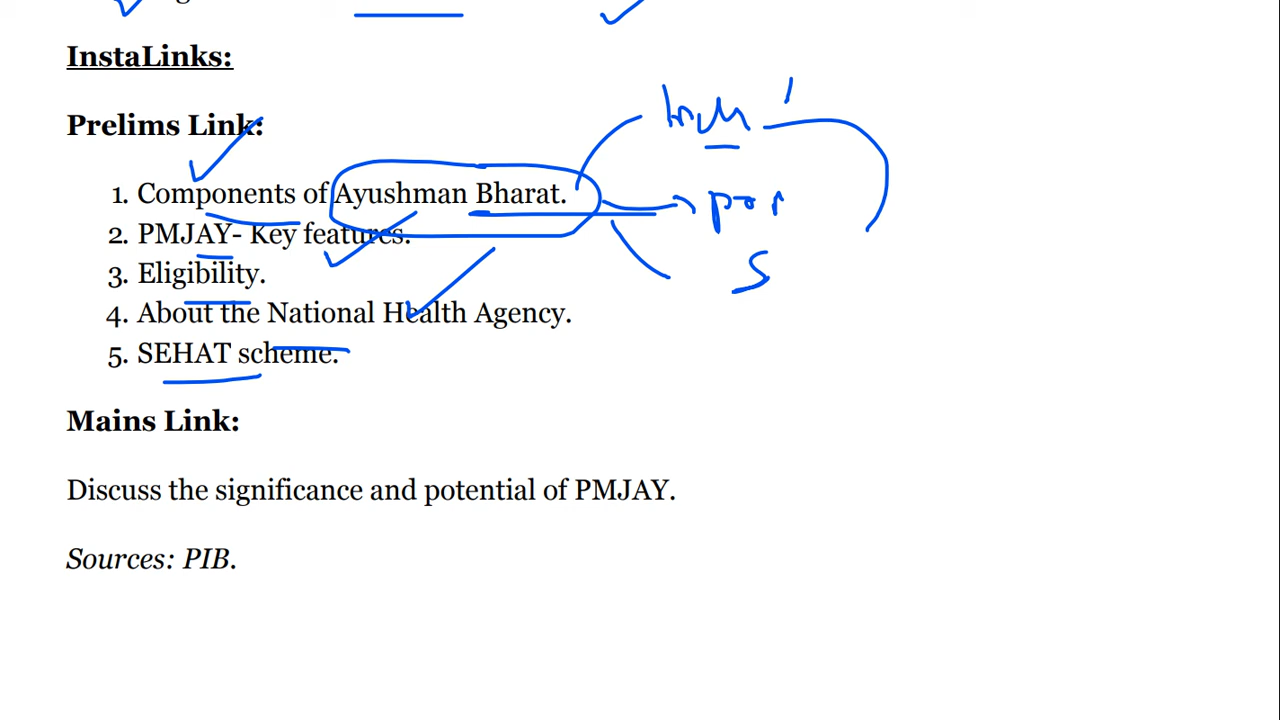 InstaLinks:
Prelims Link:
1. Components of Ayushman Bharat.
2. PMJAY- Key features.
3. Eligibility.
4. About the National Health Agency.
5. SEHAT scheme.
Mains Link:
Discuss the significance and potential of PMJAY.
Sources: PIB.